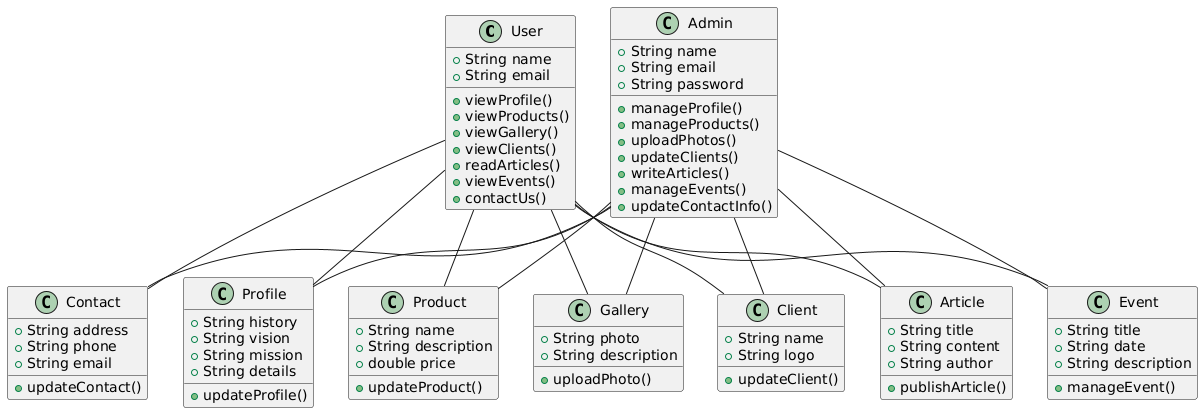 C User
String name
String email
viewProfile()
viewProducts()
viewGallery()
viewClients()
readArticles()
viewEvents()
contactUs()
C Admin
String name
String email
String password
manageProfile()
manageProducts()
uploadPhotos()
updateClients()
writeArticles()
manageEvents()
updateContactInfo()
C Contact
String address
String phone
String email
updateContact()
C Profile
String history
String vision
String mission
String details
updateProfile()
C Product
String name
String description
double price
updateProduct()
C Gallery
String photo
String description
uploadPhoto()
C Client
String name
String logo
updateClient()
C Article
String title
String content
String author
publishArticle()
C Event
String title
String date
String description
manageEvent()